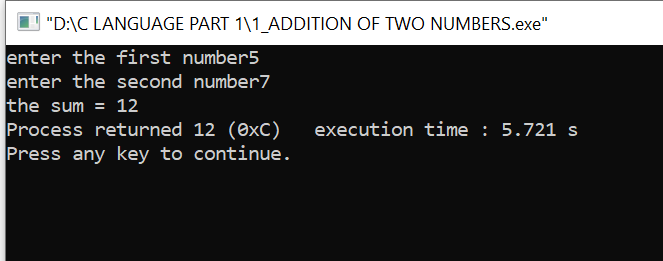 "D:\C LANGUAGE PART 1\1_ADDITION OF TWO NUMBERS.exe"
enter the first number5
enter the second number7
the sum = 12
Process returned 12 (0xC)   execution time : 5.721 s
Press any key to continue.